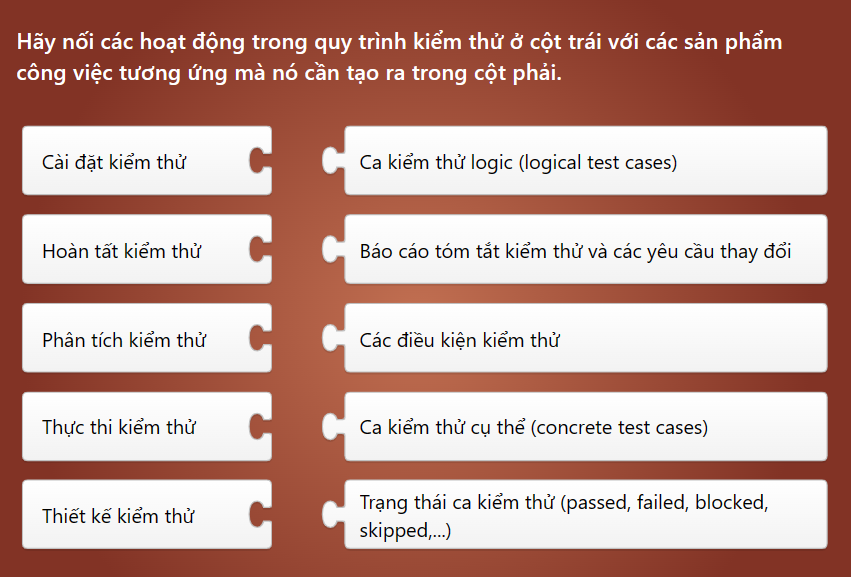 Hãy nối các hoạt động trong quy trình kiểm thử ở cột trái với các sản phẩm
công việc tương ứng mà nó cần tạo ra trong cột phải.
Cài đặt kiểm thử
Ca kiểm thử logic (logical test cases)
Hoàn tất kiểm thử
Báo cáo tóm tắt kiểm thử và các yêu cầu thay đổi
Phân tích kiểm thử
Các điều kiện kiểm thử
Thực thi kiểm thử
Ca kiểm thử cụ thể (concrete test cases)
Thiết kế kiểm thử
Trạng thái ca kiểm thử (passed, failed, blocked,
skipped,...)